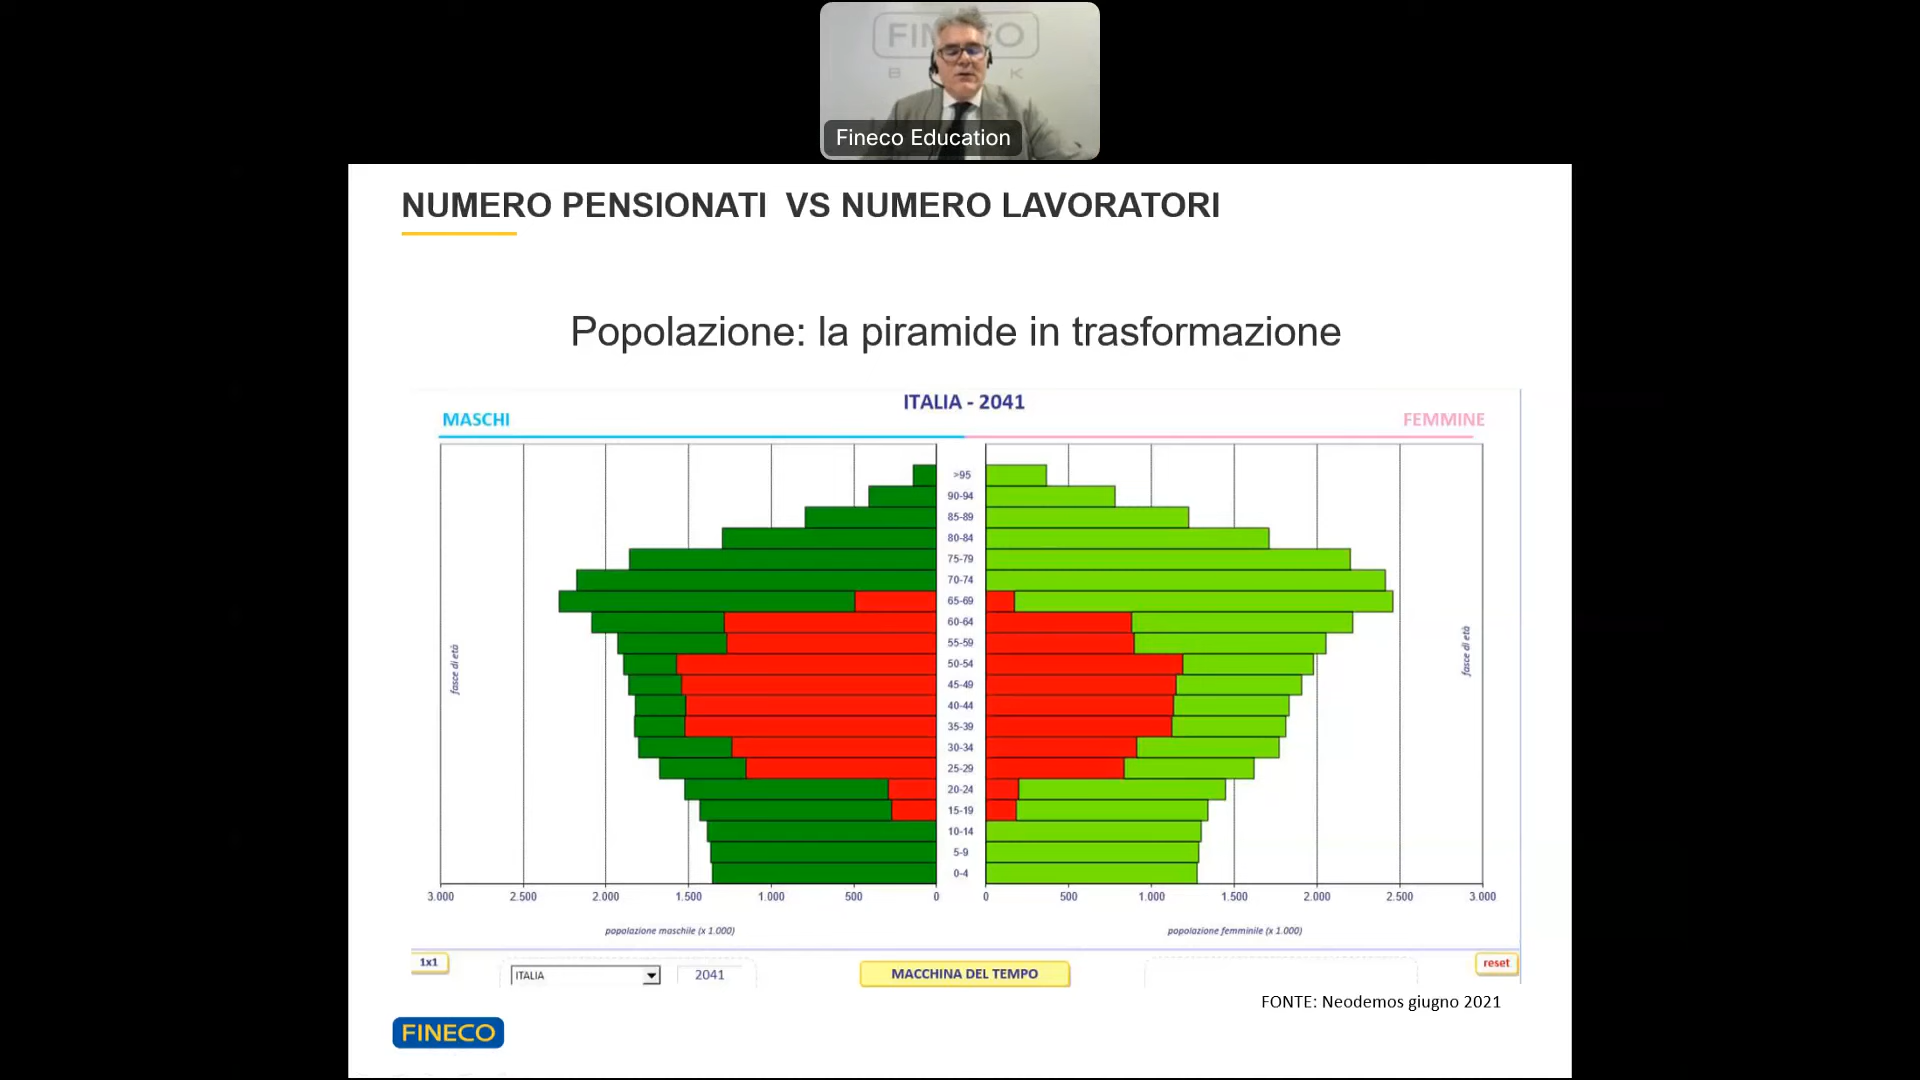 FINECO
B K
Fineco Education
NUMERO PENSIONATI VS NUMERO LAVORATORI
Popolazione: la piramide in trasformazione
ITALIA - 2041
MASCHI
FEMMINE
>95
90-94
85-89
80-84
75-79
70-74
65-69
60-64
55-59
50-54
45-49
40-44
35-39
30-34
25-29
20-24
15-19
10-14
5-9
0-4
fasce di età
fasce di età
3.000 2.500 2.000 1.500 1.000 500 0
0 500 1.000 1.500 2.000 2.500 3.000
popolazione maschile (x 1.000)
popolazione femminile (x 1.000)
1x1
ITALIA
2041
MACCHINA DEL TEMPO
reset
FONTE: Neodemos giugno 2021
FINECO